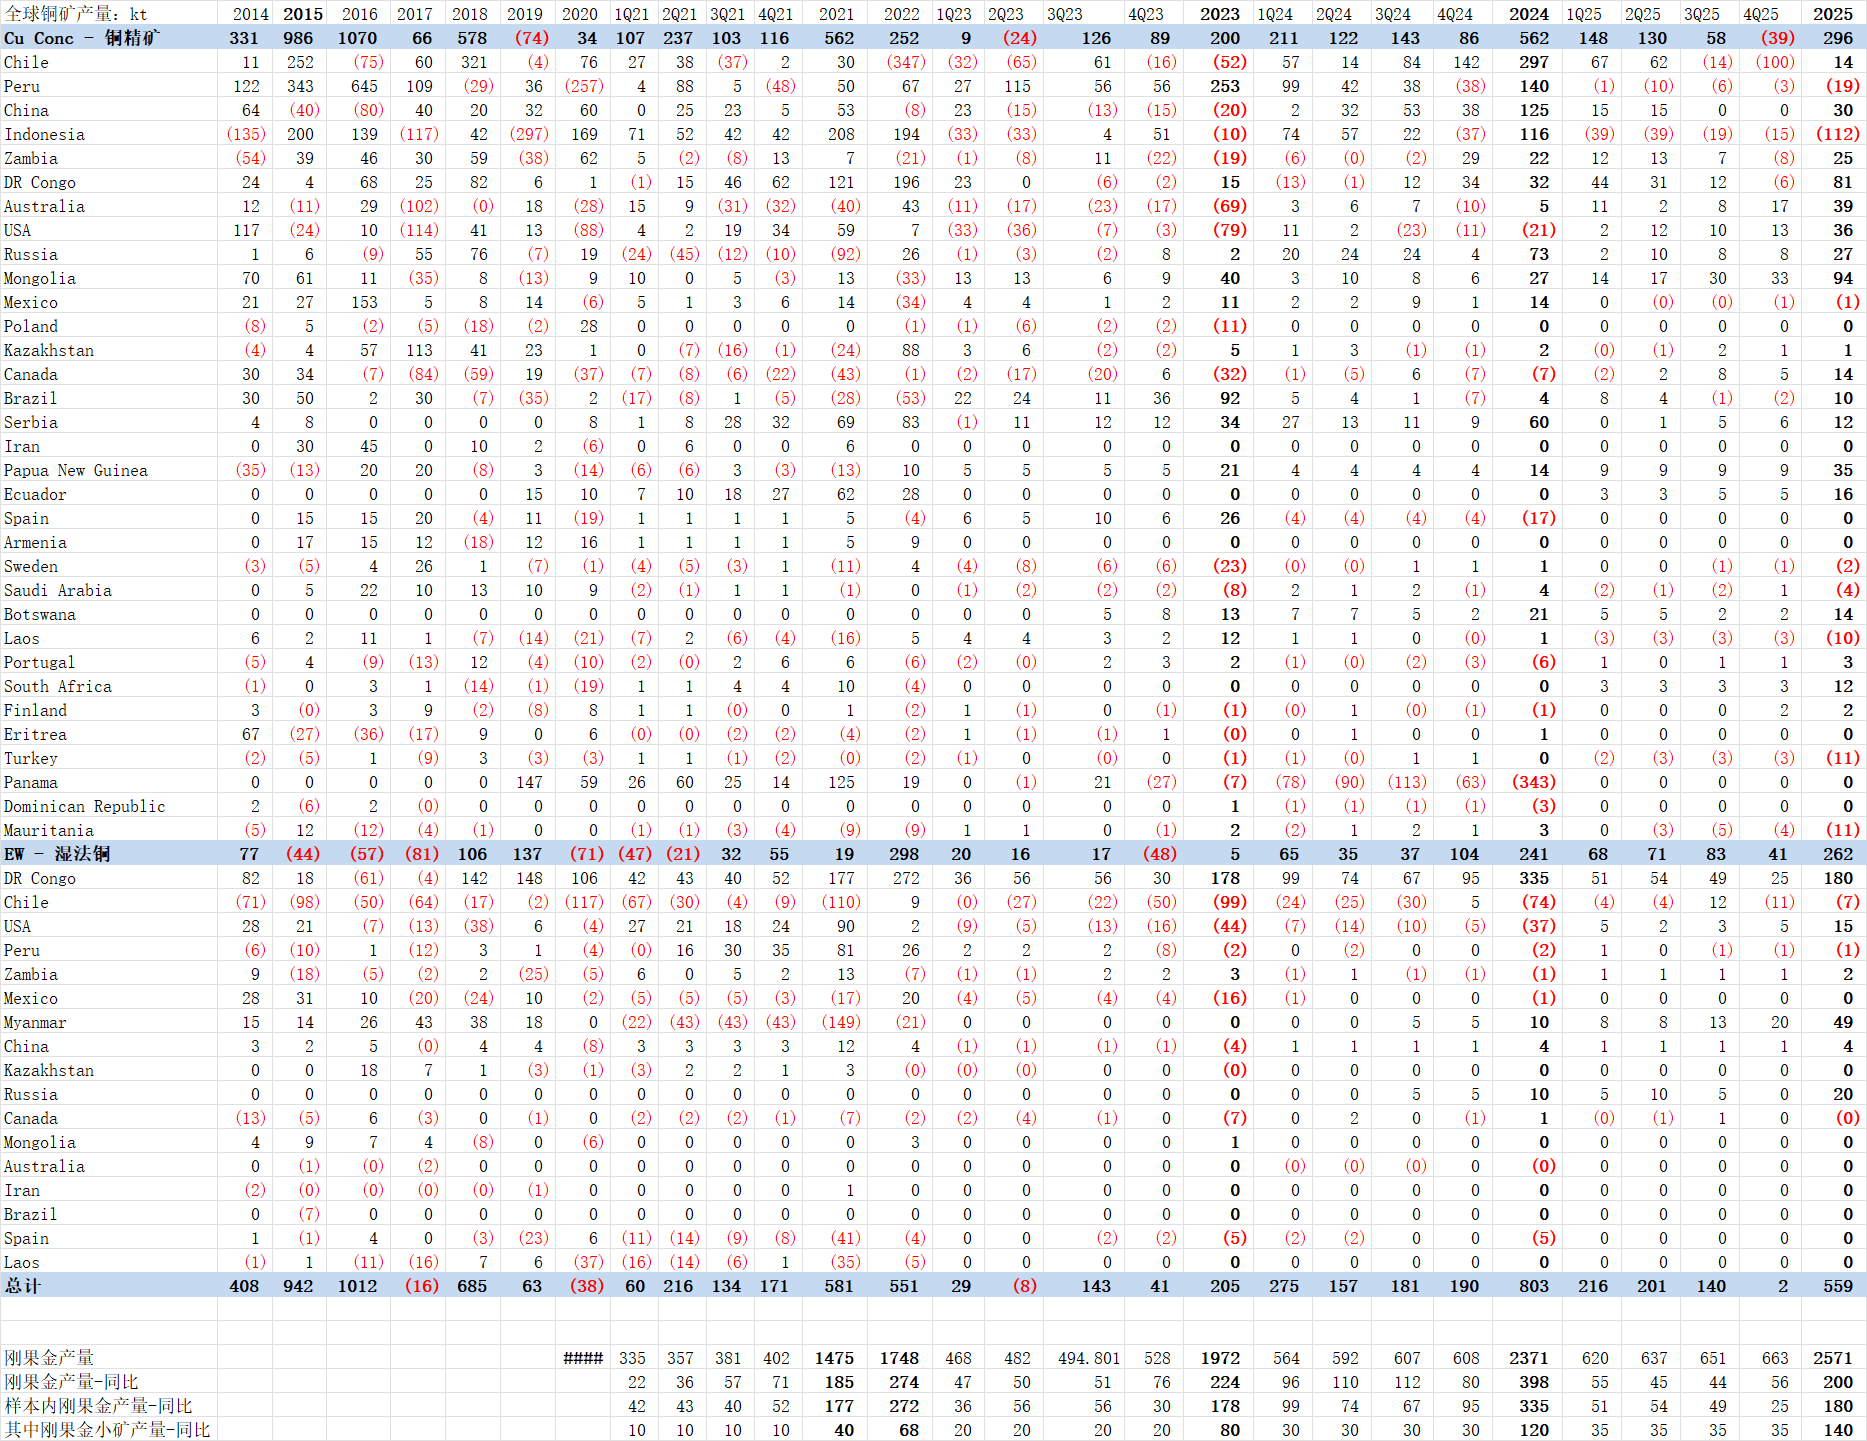 全球铜矿产量: kt 2014 2015 2016 2017 2018 2019 2020 1Q21 2Q21 3Q21 4Q21 2021 2022 1Q23 2Q23 3Q23 4Q23 2023 1Q24 2Q24 3Q24 4Q24 2024 1Q25 2Q25 3Q25 4Q25 2025
Cu Conc - 铜精矿 331 986 1070 66 578 (74) 34 107 237 103 116 562 252 9 (24) 126 89 200 211 122 143 86 562 148 130 58 (39) 296
Chile 11 252 (75) 60 321 (4) 76 27 38 (37) 2 30 (347) (32) (65) 61 (16) (52) 57 14 84 142 297 67 62 (14) (100) 14
Peru 122 343 645 109 (29) 36 (257) 4 88 5 (48) 50 67 27 115 56 56 253 99 42 38 (38) 140 (1) (10) (6) (3) (19)
China 64 (40) (80) 40 20 32 60 0 25 23 5 53 (8) 23 (15) (13) (15) (20) 2 32 53 38 125 15 15 0 0 30
Indonesia (135) 200 139 (117) 42 (297) 169 71 52 42 42 208 194 (33) (33) 4 51 (10) 74 57 22 (37) 116 (39) (39) (19) (15) (112)
Zambia (54) 39 46 30 59 (38) 62 5 (2) (8) 13 7 (21) (1) (8) 11 (22) (19) (6) (0) (2) 29 22 12 13 7 (8) 25
DR Congo 24 4 68 25 82 6 1 (1) 15 46 62 121 196 23 0 (6) (2) 15 (13) (1) 12 34 32 44 31 12 (6) 81
Australia 12 (11) 29 (102) (0) 18 (28) 15 9 (31) (32) (40) 43 (11) (17) (23) (17) (69) 3 6 7 (10) 5 11 2 8 17 39
USA 117 (24) 10 (114) 41 13 (88) 4 2 19 34 59 7 (33) (36) (7) (3) (79) 11 2 (23) (11) (21) 2 12 10 13 36
Russia 1 6 (9) 55 76 (7) 19 (24) (45) (12) (10) (92) 26 (1) (3) (2) 8 2 20 24 24 4 73 2 10 8 8 27
Mongolia 70 61 11 (35) 8 (13) 9 10 0 5 (3) 13 (33) 13 13 6 9 40 3 10 8 6 27 14 17 30 33 94
Mexico 21 27 153 5 8 14 (6) 5 1 3 6 14 (34) 4 4 1 2 11 2 2 9 1 14 0 (0) (0) (1) (1)
Poland (8) 5 (2) (5) (18) (2) 28 0 0 0 0 0 (1) (1) (6) (2) (2) (11) 0 0 0 0 0 0 0 0 0 0
Kazakhstan (4) 4 57 113 41 23 1 0 (7) (16) (1) (24) 88 3 6 (2) (2) 5 1 3 (1) (1) 2 (0) (1) 2 1 1
Canada 30 34 (7) (84) (59) 19 (37) (7) (8) (6) (22) (43) (1) (2) (17) (20) 6 (32) (1) (5) 6 (7) (7) (2) 2 8 5 14
Brazil 30 50 2 30 (7) (35) 2 (17) (8) 1 (5) (28) (53) 22 24 11 36 92 5 4 1 (7) 4 8 4 (1) (2) 10
Serbia 4 8 0 0 0 0 8 1 8 28 32 69 83 (1) 11 12 12 34 27 13 11 9 60 0 1 5 6 12
Iran 0 30 45 0 10 2 (6) 0 6 0 0 6 0 0 0 0 0 0 0 0 0 0 0 0 0 0 0 0
Papua New Guinea (35) (13) 20 20 (8) 3 (14) (6) (6) 3 (3) (13) 10 5 5 5 5 21 4 4 4 4 14 9 9 9 9 35
Ecuador 0 0 0 0 0 15 10 7 10 18 27 62 28 0 0 0 0 0 0 0 0 0 0 3 3 5 5 16
Spain 0 15 15 20 (4) 11 (19) 1 1 1 1 5 (4) 6 5 10 6 26 (4) (4) (4) (4) (17) 0 0 0 0 0
Armenia 0 17 15 12 (18) 12 16 1 1 1 1 5 9 0 0 0 0 0 0 0 0 0 0 0 0 0 0 0
Sweden (3) (5) 4 26 1 (7) (1) (4) (5) (3) 1 (11) 4 (4) (8) (6) (6) (23) (0) (0) 1 1 1 0 0 (1) (1) (2)
Saudi Arabia 0 5 22 10 13 10 9 (2) (1) 1 1 (1) 0 (1) (2) (2) (2) (8) 2 1 2 (1) 4 (2) (1) (2) 1 (4)
Botswana 0 0 0 0 0 0 0 0 0 0 0 0 0 0 0 5 8 13 7 7 5 2 21 5 5 2 2 14
Laos 6 2 11 1 (7) (14) (21) (7) 2 (6) (4) (16) 5 4 4 3 2 12 1 1 0 (0) 1 (3) (3) (3) (3) (10)
Portugal (5) 4 (9) (13) 12 (4) (10) (2) (0) 2 6 6 (6) (2) (0) 2 3 2 (1) (0) (2) (3) (6) 1 0 1 1 3
South Africa (1) 0 3 1 (14) (1) (19) 1 1 4 4 10 (4) 0 0 0 0 0 0 0 0 0 0 3 3 3 3 12
Finland 3 (0) 3 9 (2) (8) 8 1 1 (0) 0 1 (2) 1 (1) 0 (1) (1) (0) 1 (0) (1) (1) 0 0 0 2 2
Eritrea 67 (27) (36) (17) 9 0 6 (0) (0) (2) (2) (4) (2) 1 (1) (1) 1 (0) 0 1 0 0 1 0 0 0 0 0
Turkey (2) (5) 1 (9) 3 (3) (3) 1 1 (1) (2) (0) (2) (1) 0 (0) 0 (1) (1) (0) 1 1 0 (2) (3) (3) (3) (11)
Panama 0 0 0 0 0 147 59 26 60 25 14 125 19 0 (1) 21 (27) (7) (78) (90) (113) (63) (343) 0 0 0 0 0
Dominican Republic 2 (6) 2 (0) 0 0 0 0 0 0 0 0 0 0 0 0 0 1 (1) (1) (1) (1) (3) 0 0 0 0 0
Mauritania (5) 12 (12) (4) (1) 0 0 (1) (1) (3) (4) (9) (9) 1 1 0 (1) 2 (2) 1 2 1 3 0 (3) (5) (4) (11)
EW - 湿法铜 77 (44) (57) (81) 106 137 (71) (47) (21) 32 55 19 298 20 16 17 (48) 5 65 35 37 104 241 68 71 83 41 262
DR Congo 82 18 (61) (4) 142 148 106 42 43 40 52 177 272 36 56 56 30 178 99 74 67 95 335 51 54 49 25 180
Chile (71) (98) (50) (64) (17) (2) (117) (67) (30) (4) (9) (110) 9 (0) (27) (22) (50) (99) (24) (25) (30) 5 (74) (4) (4) 12 (11) (7)
USA 28 21 (7) (13) (38) 6 (4) 27 21 18 24 90 2 (9) (5) (13) (16) (44) (7) (14) (10) (5) (37) 5 2 3 5 15
Peru (6) (10) 1 (12) 3 1 (4) (0) 16 30 35 81 26 2 2 2 (8) (2) 0 (2) 0 0 (2) 1 0 (1) (1) (1)
Zambia 9 (18) (5) (2) 2 (25) (5) 6 0 5 2 13 (7) (1) (1) 2 2 3 (1) 1 (1) (1) (1) 1 1 1 1 2
Mexico 28 31 10 (20) (24) 10 (2) (5) (5) (5) (3) (17) 20 (4) (5) (4) (4) (16) (1) 0 0 0 (1) 0 0 0 0 0
Myanmar 15 14 26 43 38 18 0 (22) (43) (43) (43) (149) (21) 0 0 0 0 0 0 0 5 5 10 8 8 13 20 49
China 3 2 5 (0) 4 4 (8) 3 3 3 3 12 4 (1) (1) (1) (1) (4) 1 1 1 1 4 1 1 1 1 4
Kazakhstan 0 0 18 7 1 (3) (1) (3) 2 2 1 3 (0) (0) (0) 0 0 (0) 0 0 0 0 0 0 0 0 0 0
Russia 0 0 0 0 0 0 0 0 0 0 0 0 0 0 0 0 0 0 0 0 5 5 10 5 10 5 0 20
Canada (13) (5) 6 (3) 0 (1) 0 (2) (2) (2) (1) (7) (2) (2) (4) (1) 0 (7) 0 2 0 (1) 1 (0) (1) 1 0 (0)
Mongolia 4 9 7 4 (8) 0 (6) 0 0 0 0 0 3 0 0 0 0 1 0 0 0 0 0 0 0 0 0 0
Australia 0 (1) (0) (2) 0 0 0 0 0 0 0 0 0 0 0 0 0 0 (0) (0) (0) 0 (0) 0 0 0 0 0
Iran (2) (0) (0) (0) (0) (1) 0 0 0 0 0 1 0 0 0 0 0 0 0 0 0 0 0 0 0 0 0 0
Brazil 0 (7) 0 0 0 0 0 0 0 0 0 0 0 0 0 0 0 0 0 0 0 0 0 0 0 0 0 0
Spain 1 (1) 4 0 (3) (23) 6 (11) (14) (9) (8) (41) (4) 0 0 (2) (2) (5) (2) (2) 0 0 (5) 0 0 0 0 0
Laos (1) 1 (11) (16) 7 6 (37) (16) (14) (6) 1 (35) (5) 0 0 0 0 0 0 0 0 0 0 0 0 0 0 0
总计 408 942 1012 (16) 685 63 (38) 60 216 134 171 581 551 29 (8) 143 41 205 275 157 181 190 803 216 201 140 2 559
刚果金产量 #### 335 357 381 402 1475 1748 468 482 494.801 528 1972 564 592 607 608 2371 620 637 651 663 2571
刚果金产量-同比 22 36 57 71 185 274 47 50 51 76 224 96 110 112 80 398 55 45 44 56 200
样本内刚果金产量-同比 42 43 40 52 177 272 36 56 56 30 178 99 74 67 95 335 51 54 49 25 180
其中刚果金小矿产量-同比 10 10 10 10 40 68 20 20 20 20 80 30 30 30 30 120 35 35 35 35 140